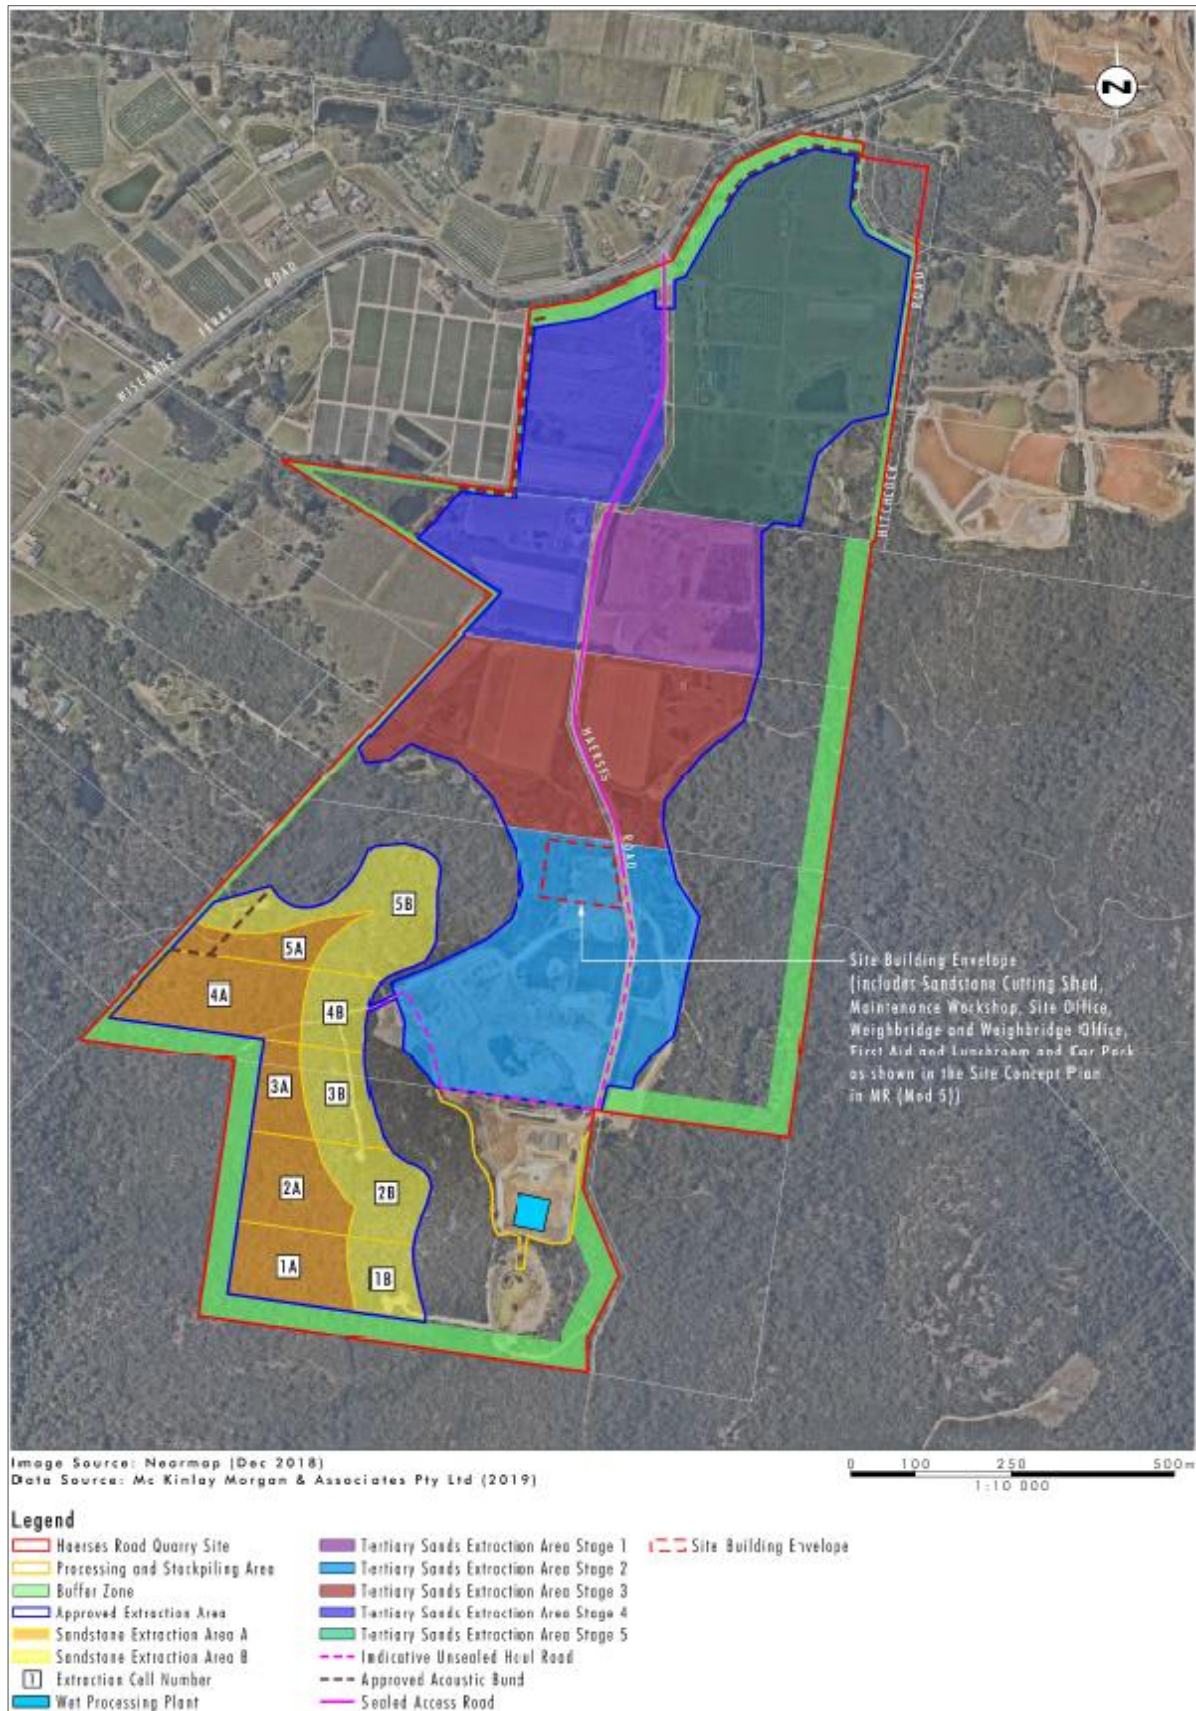 N
WISEMANS FERRY ROAD
HITCHCOCK ROAD
HAERSES ROAD
5B
5A
4A
4B
3A
3B
2A
2B
1A
1B
Site Building Envelope
(includes Sandstone Cutting Shed,
Maintenance Workshop, Site Office,
Weighbridge and Weighbridge Office,
First Aid and Lunchroom and Car Park
as shown in the Site Concept Plan
in MR (Mod 5))
Image Source: Nearmap (Dec 2018)
Data Source: Mc Kinlay Morgan & Associates Pty Ltd (2019)
0 100 250 500m
1:10 000
Legend
Haerses Road Quarry Site
Processing and Stockpiling Area
Buffer Zone
Approved Extraction Area
Sandstone Extraction Area A
Sandstone Extraction Area B
1 Extraction Cell Number
Wet Processing Plant
Tertiary Sands Extraction Area Stage 1
Tertiary Sands Extraction Area Stage 2
Tertiary Sands Extraction Area Stage 3
Tertiary Sands Extraction Area Stage 4
Tertiary Sands Extraction Area Stage 5
Indicative Unsealed Haul Road
Approved Acoustic Bund
Sealed Access Road
Site Building Envelope